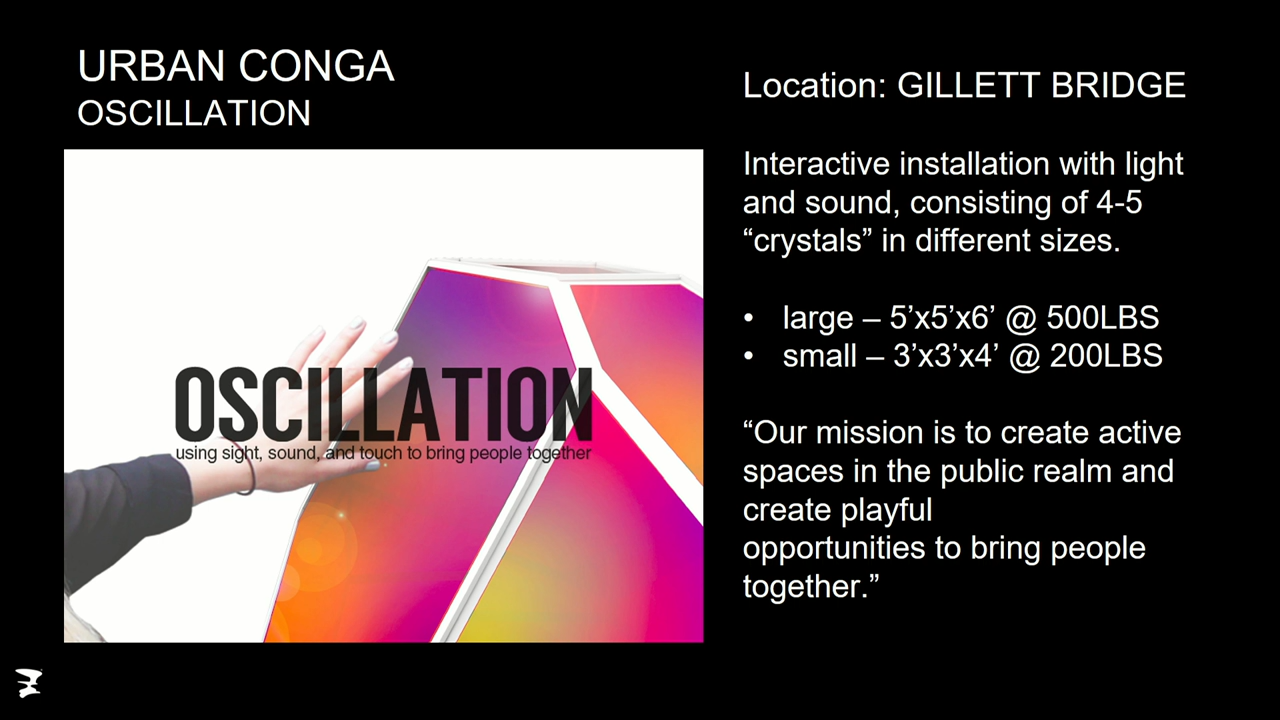 URBAN CONGA
OSCILLATION
OSCILLATION
using sight, sound, and touch to bring people together
Location: GILLETT BRIDGE
Interactive installation with light
and sound, consisting of 4-5
“crystals” in different sizes.
• large – 5’x5’x6’ @ 500LBS
• small – 3’x3’x4’ @ 200LBS
“Our mission is to create active
spaces in the public realm and
create playful
opportunities to bring people
together.”